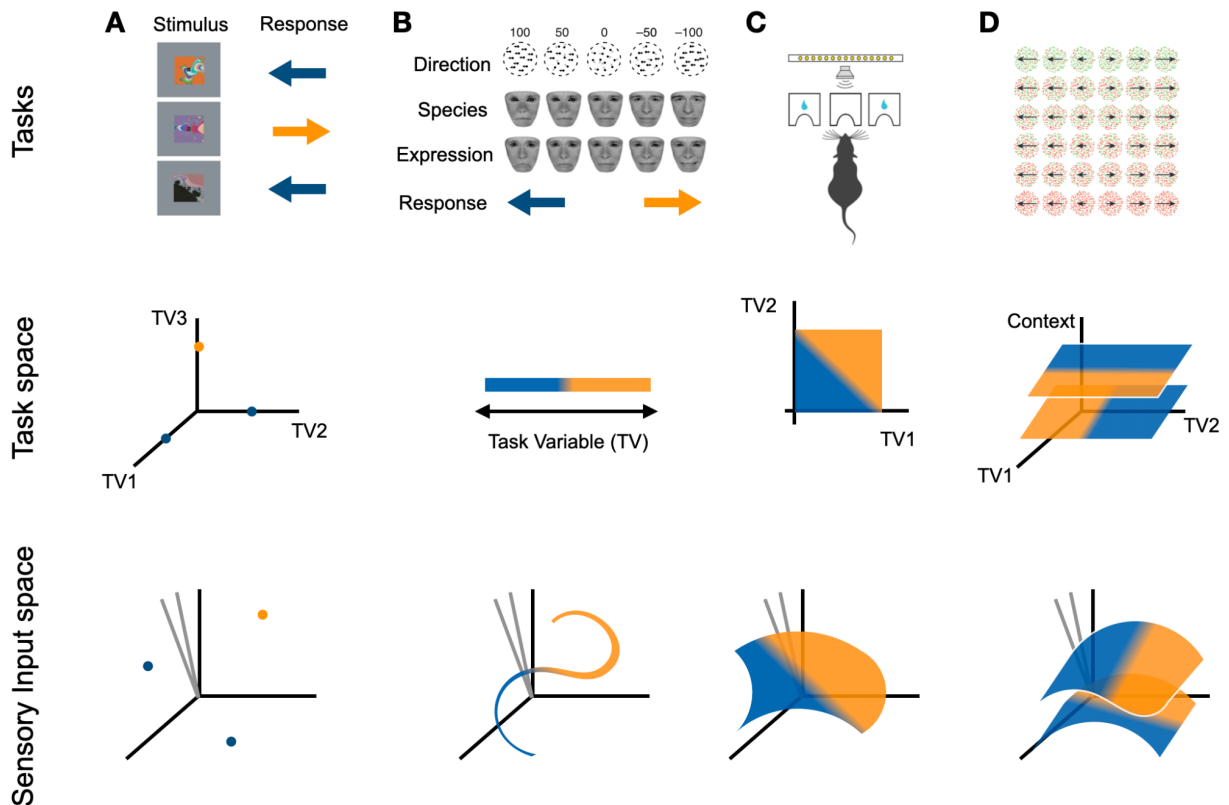 A
Stimulus
Response
B
100
50
0
–50
–100
Direction
Species
Expression
Response
C
D
Tasks
Task space
TV3
TV2
TV1
Task Variable (TV)
TV2
TV1
Context
TV2
TV1
Sensory Input space